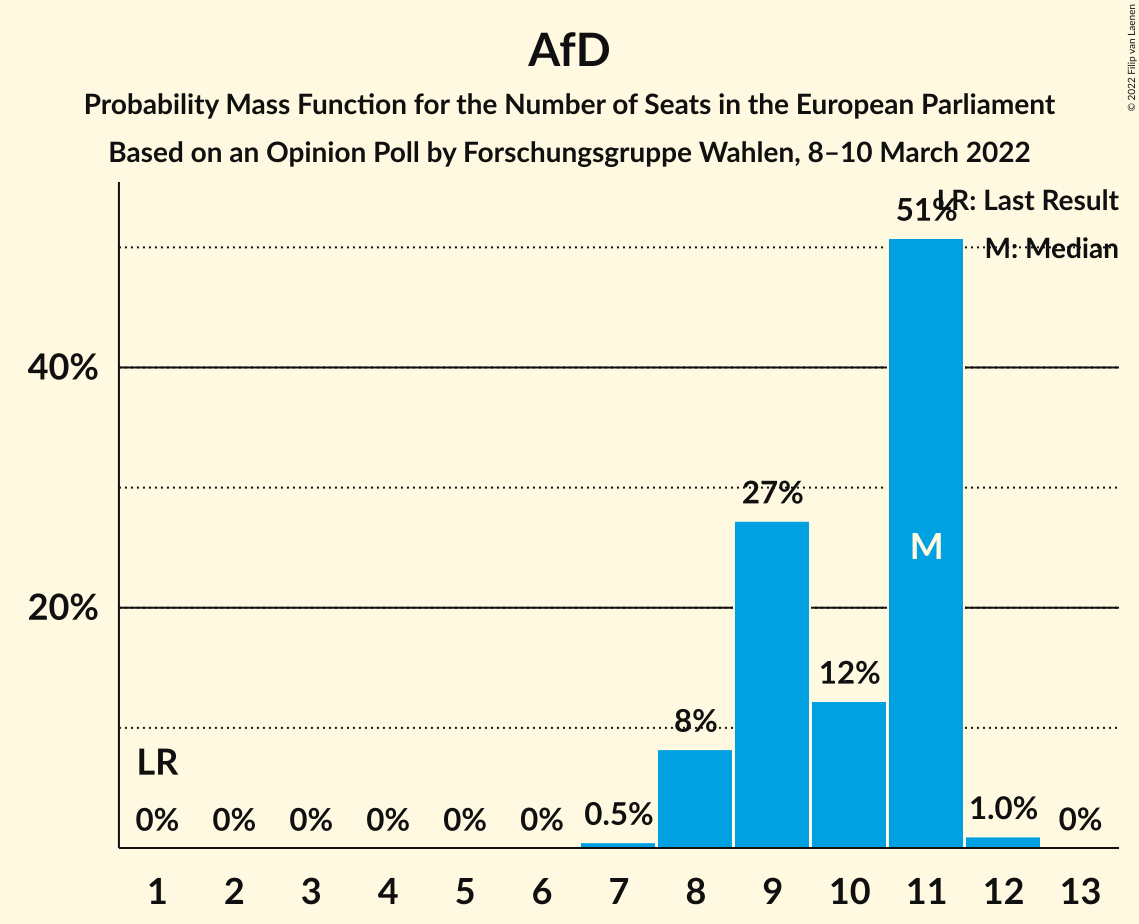 AfD
Probability Mass Function for the Number of Seats in the European Parliament
Based on an Opinion Poll by Forschungsgruppe Wahlen, 8–10 March 2022
© 2022 Filip van Laenen
LR: Last Result
M: Median
51%
40%
27%
M
20%
12%
8%
LR
0% 0% 0% 0% 0% 0% 0.5% 1.0% 0%
1 2 3 4 5 6 7 8 9 10 11 12 13